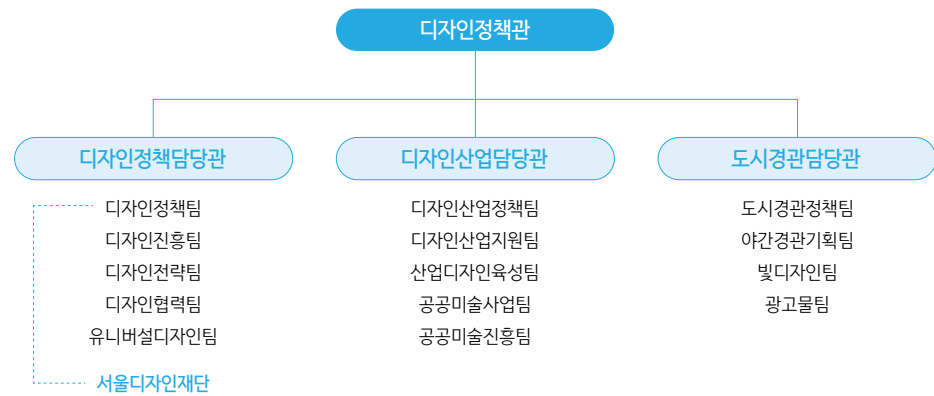 디자인정책관
디자인정책담당관
디자인정책팀
디자인진흥팀
디자인전략팀
디자인협력팀
유니버설디자인팀
서울디자인재단
디자인산업담당관
디자인산업정책팀
디자인산업지원팀
산업디자인육성팀
공공미술사업팀
공공미술진흥팀
도시경관담당관
도시경관정책팀
야간경관기획팀
빛디자인팀
광고물팀